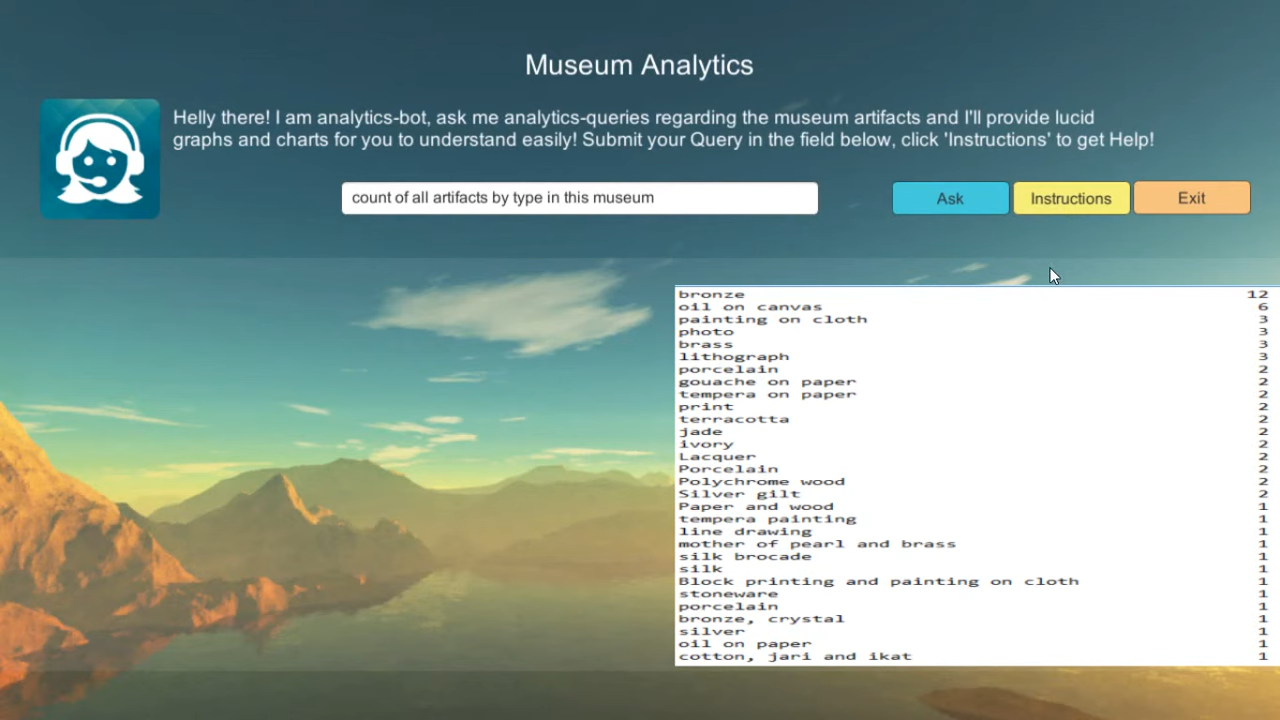 Museum Analytics
Helly there! I am analytics-bot, ask me analytics-queries regarding the museum artifacts and I'll provide lucid
graphs and charts for you to understand easily! Submit your Query in the field below, click 'Instructions' to get Help!
count of all artifacts by type in this museum
Ask
Instructions
Exit
bronze 12
oil on canvas 6
painting on cloth 3
photo 3
brass 3
lithograph 3
porcelain 2
gouache on paper 2
tempera on paper 2
print 2
terracotta 2
jade 2
ivory 2
Lacquer 2
Porcelain 2
Polychrome wood 2
Silver gilt 2
Paper and wood 1
tempera painting 1
line drawing 1
mother of pearl and brass 1
silk brocade 1
silk 1
Block printing and painting on cloth 1
stoneware 1
porcelain 1
bronze, crystal 1
silver 1
oil on paper 1
cotton, jari and ikat 1